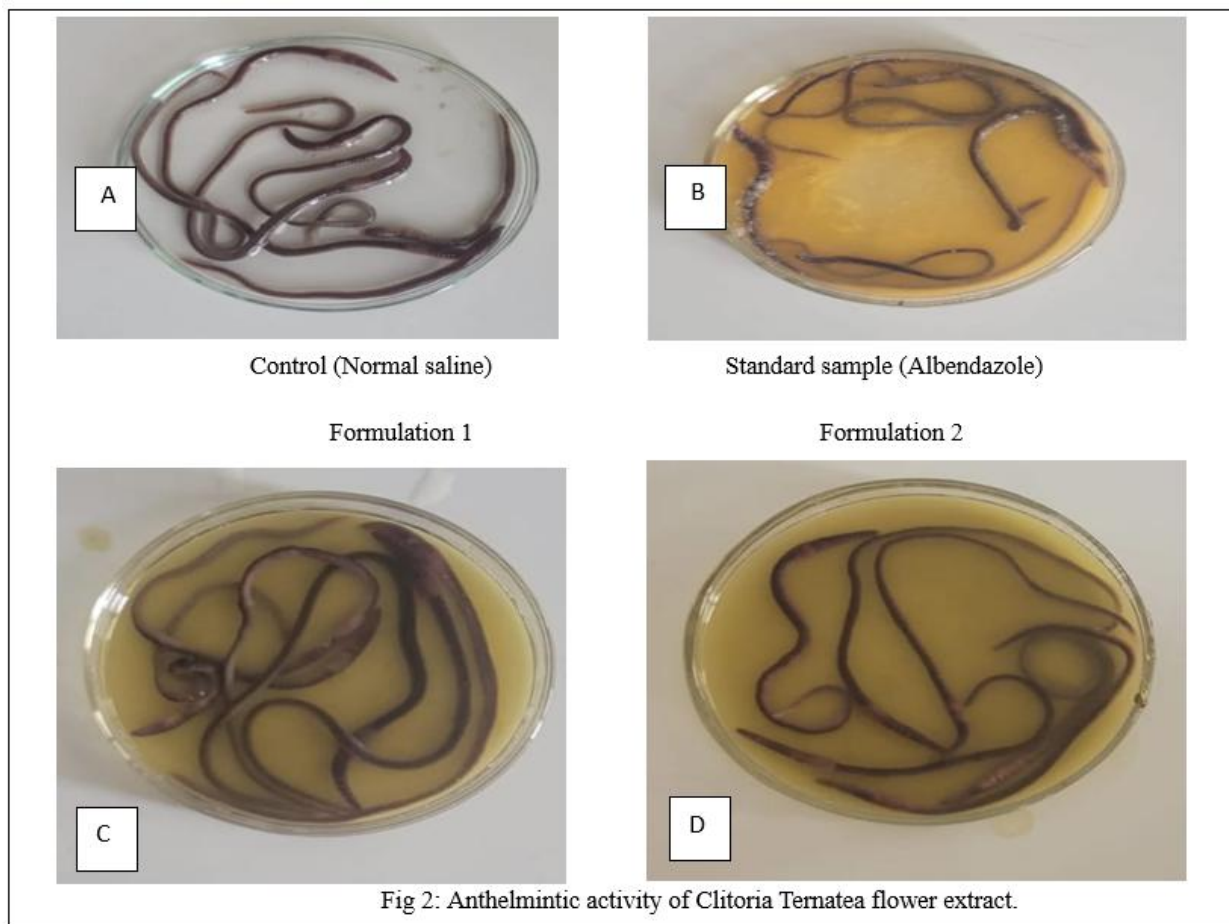 A
B
Control (Normal saline)
Standard sample (Albendazole)
Formulation 1
Formulation 2
C
D
Fig 2: Anthelmintic activity of Clitoria Ternatea flower extract.